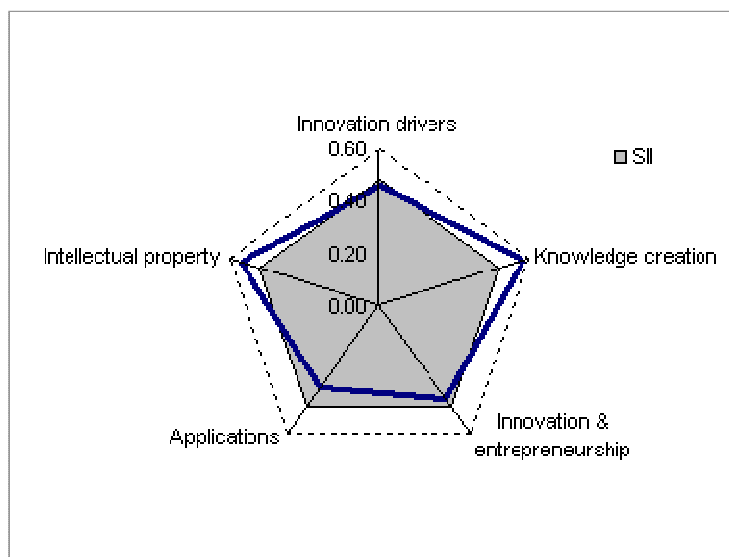 Innovation drivers
0.60
SII
0.40
Intellectual property
0.20
Knowledge creation
0.00
Applications
Innovation &
entrepreneurship